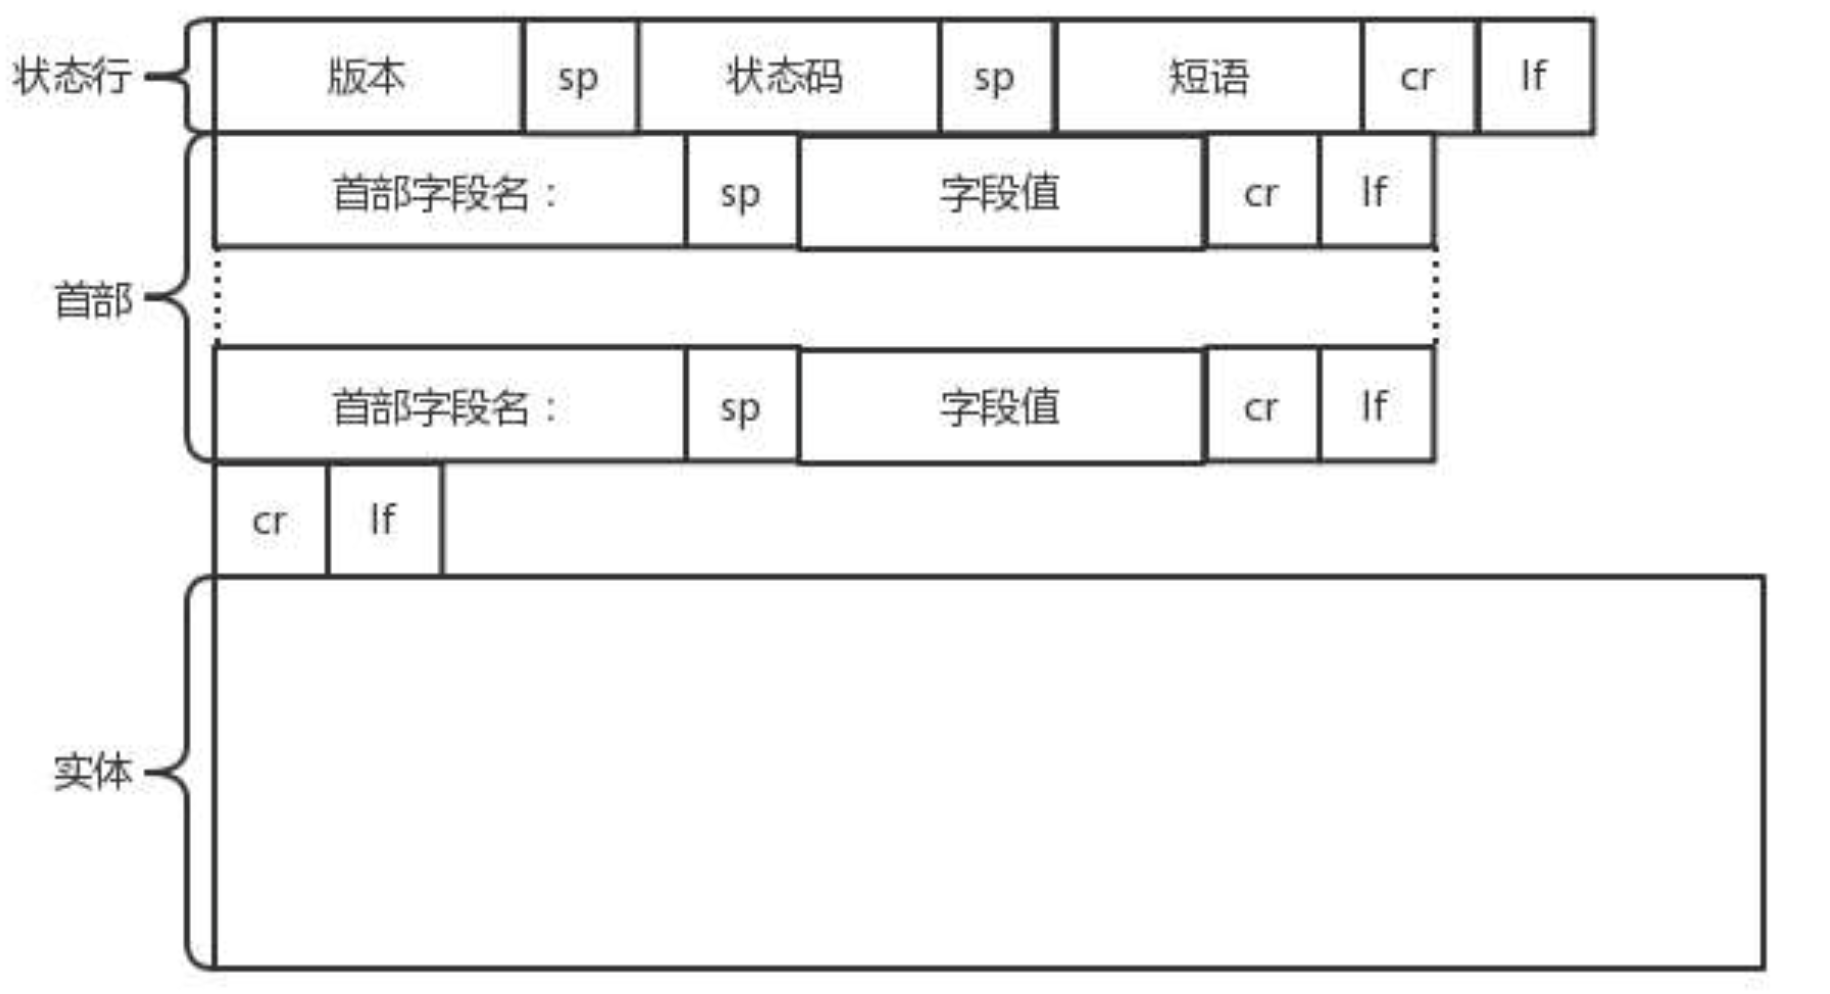 状态行 版本 sp 状态码 sp 短语 cr lf
首部字段名： sp 字段值 cr lf
首部
首部字段名： sp 字段值 cr lf
cr lf
实体